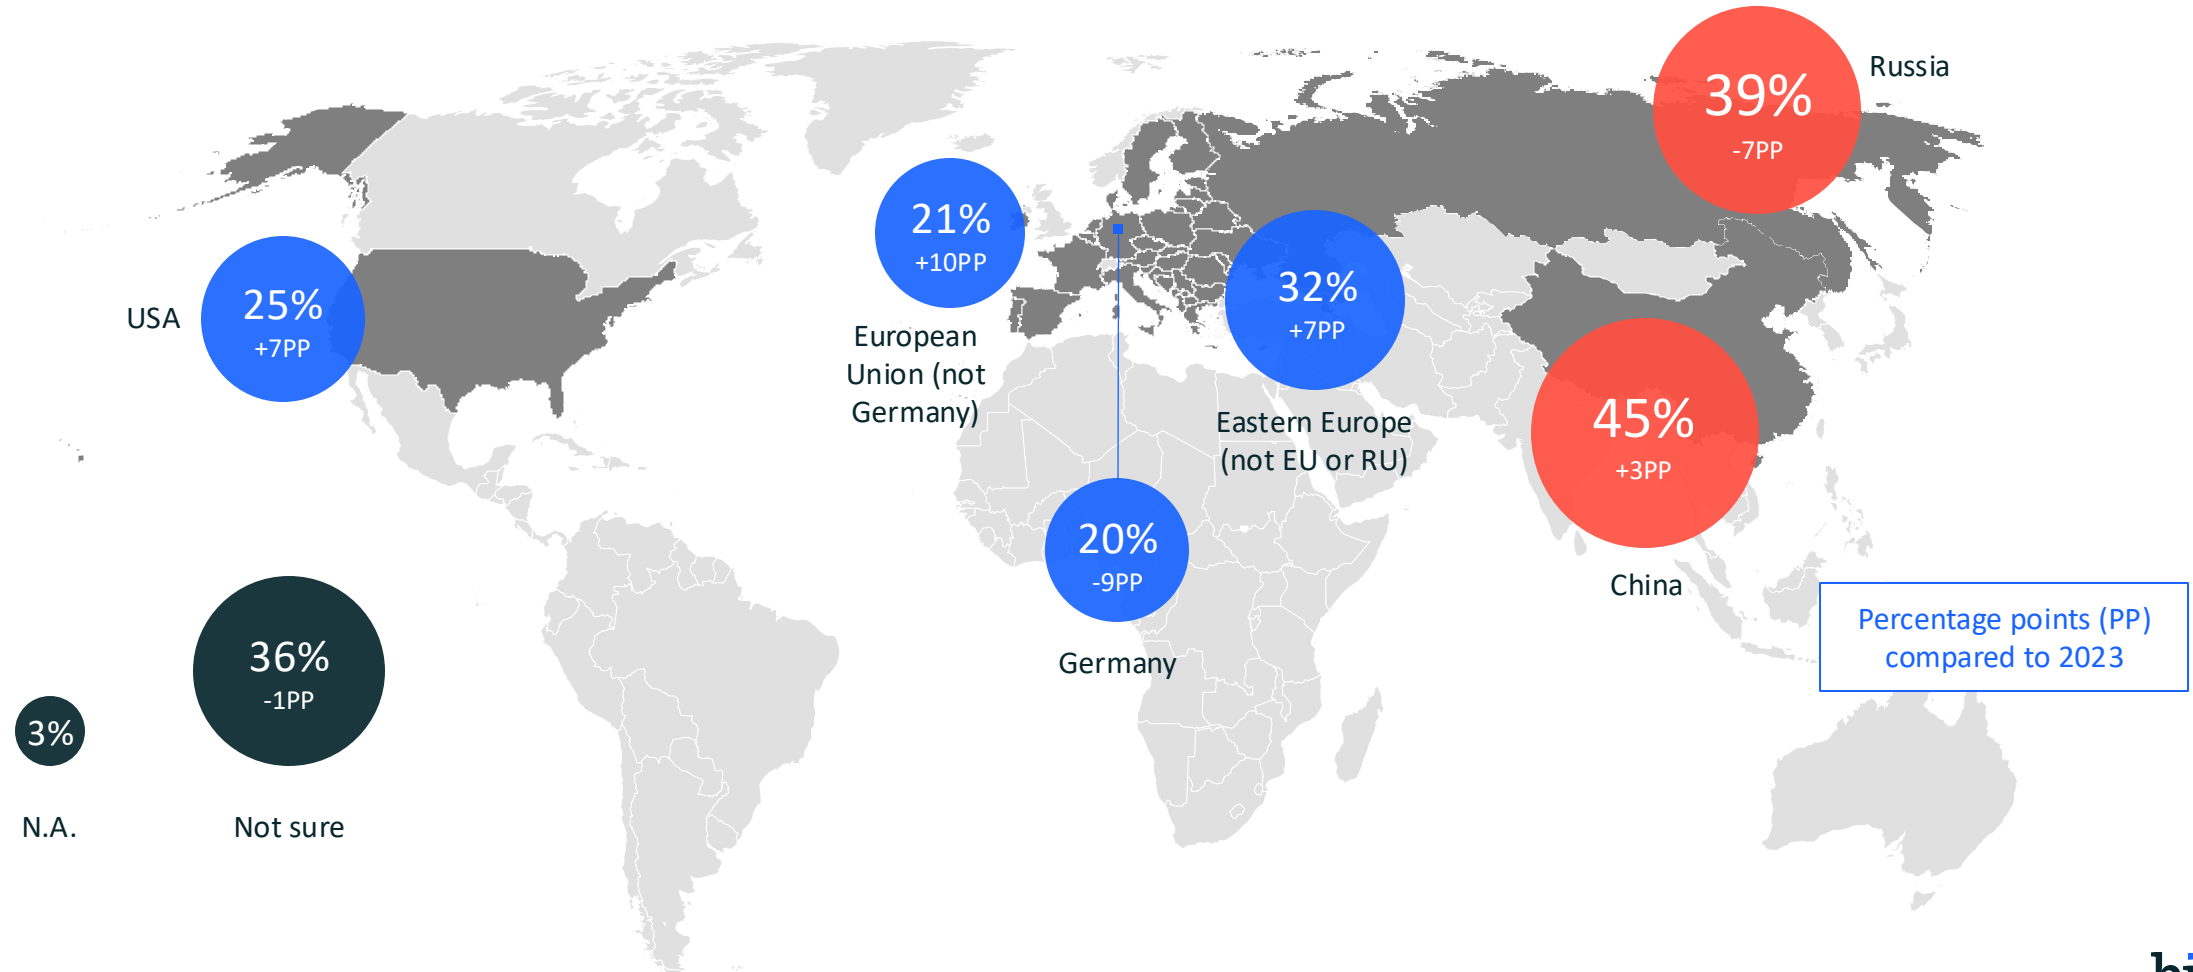 39%
-7PP
Russia
21%
+10PP
European
Union (not
Germany)
USA
25%
+7PP
32%
+7PP
Eastern Europe
(not EU or RU)
45%
+3PP
China
20%
-9PP
Germany
Percentage points (PP)
compared to 2023
36%
-1PP
Not sure
3%
N.A.